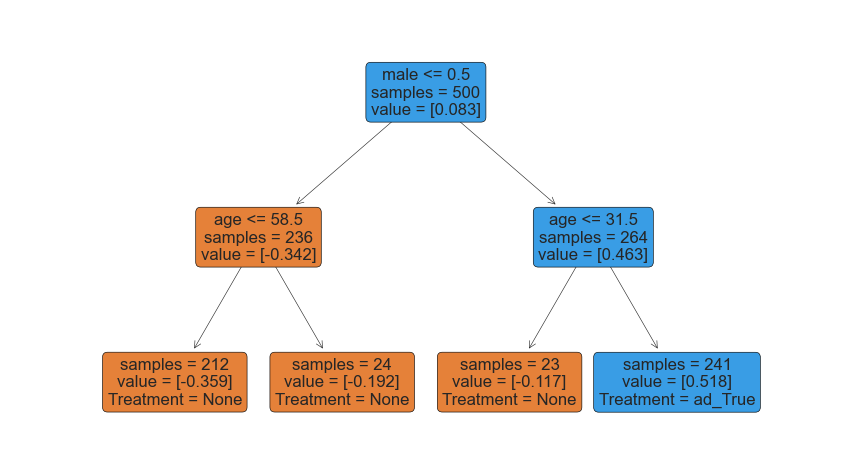 male <= 0.5
samples = 500
value = [0.083]
age <= 58.5
samples = 236
value = [-0.342]
age <= 31.5
samples = 264
value = [0.463]
samples = 212
value = [-0.359]
Treatment = None
samples = 24
value = [-0.192]
Treatment = None
samples = 23
value = [-0.117]
Treatment = None
samples = 241
value = [0.518]
Treatment = ad_True